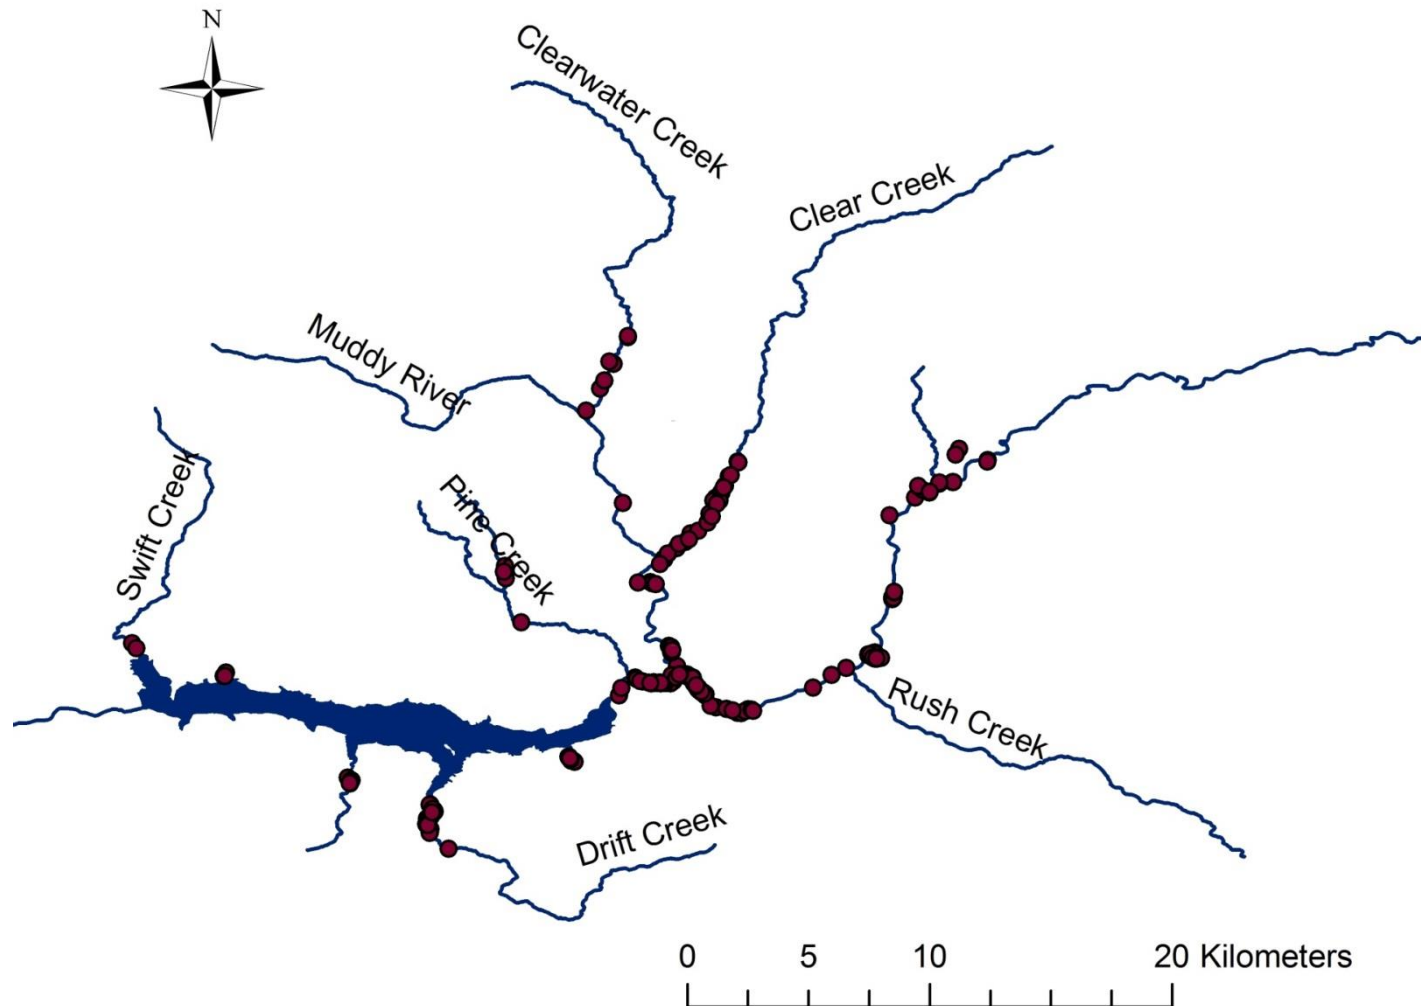 N
Clearwater Creek
Clear Creek
Muddy River
Swift Creek
Pine Creek
Rush Creek
Drift Creek
0 5 10 20 Kilometers